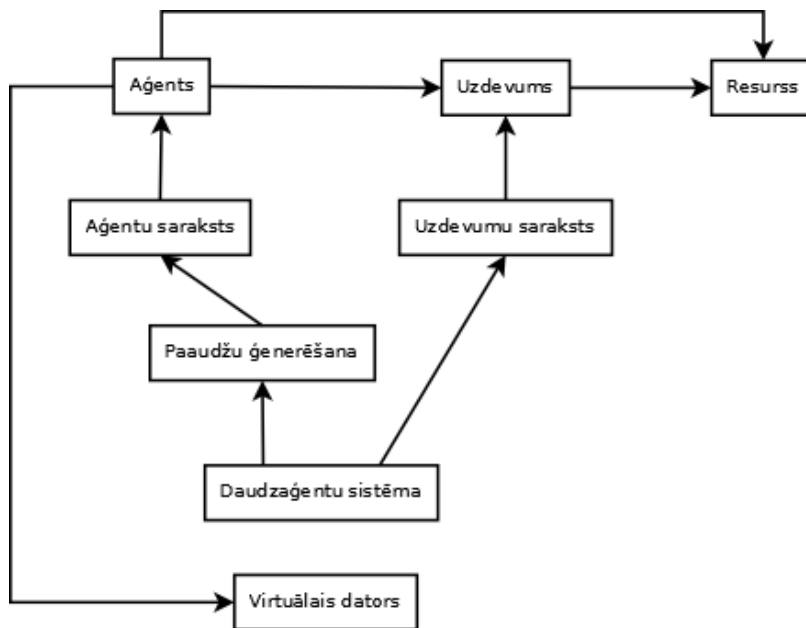 Aģents
Uzdevums
Resurss
Aģentu saraksts
Uzdevumu saraksts
Paaudžu ģenerēšana
Daudzaģentu sistēma
Virtuālais dators